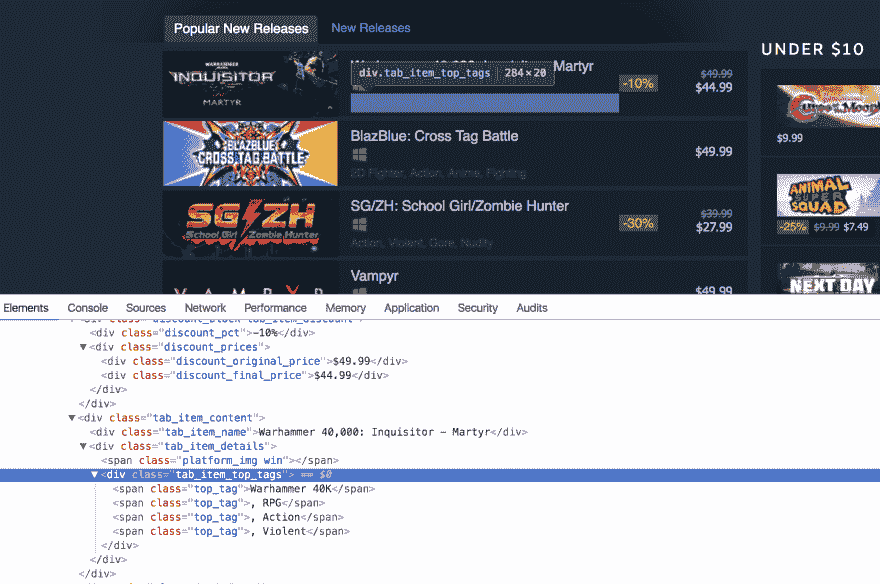 Popular New Releases
New Releases
WARHAMMER
INQUISITOR
MARTYR
Martyr
div.tab_item_top_tags | 284×20
-10%
$49.99
$44.99
BLAZBLUE
CROSS TAG BATTLE
BlazBlue: Cross Tag Battle
2D Fighter, Action, Anime, Fighting
$49.99
SG/ZH
School Girl/Zombie Hunter
SG/ZH: School Girl/Zombie Hunter
Action, Violent, Gore, Nudity
-30%
$39.99
$27.99
VAMPYR
Vampyr
$49.99
UNDER $10
$9.99
ANIMAL
SUPER
SQUAD
-25% $9.99 $7.49
NEXT DAY
Elements Console Sources Network Performance Memory Application Security Audits
<div class="discount_pct">-10%</div>
▼<div class="discount_prices">
<div class="discount_original_price">$49.99</div>
<div class="discount_final_price">$44.99</div>
</div>
</div>
▼<div class="tab_item_content">
<div class="tab_item_name">Warhammer 40,000: Inquisitor – Martyr</div>
▼<div class="tab_item_details">
<span class="platform_img win"></span>
▼<div class="tab_item_top_tags"> == $0
<span class="top_tag">Warhammer 40K</span>
<span class="top_tag">, RPG</span>
<span class="top_tag">, Action</span>
<span class="top_tag">, Violent</span>
</div>
</div>
</div>